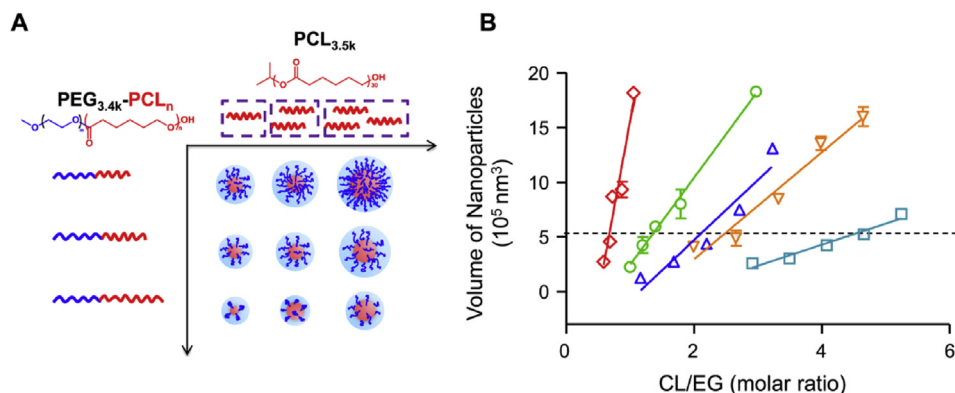 A
PCL3.5k
O
O
OH
30
PEG3.4k-PCLn
O
O
m
O
O
OH
n
B
Volume of Nanoparticles
(10^5 nm^3)
20
15
10
5
0
0
2
4
6
CL/EG (molar ratio)